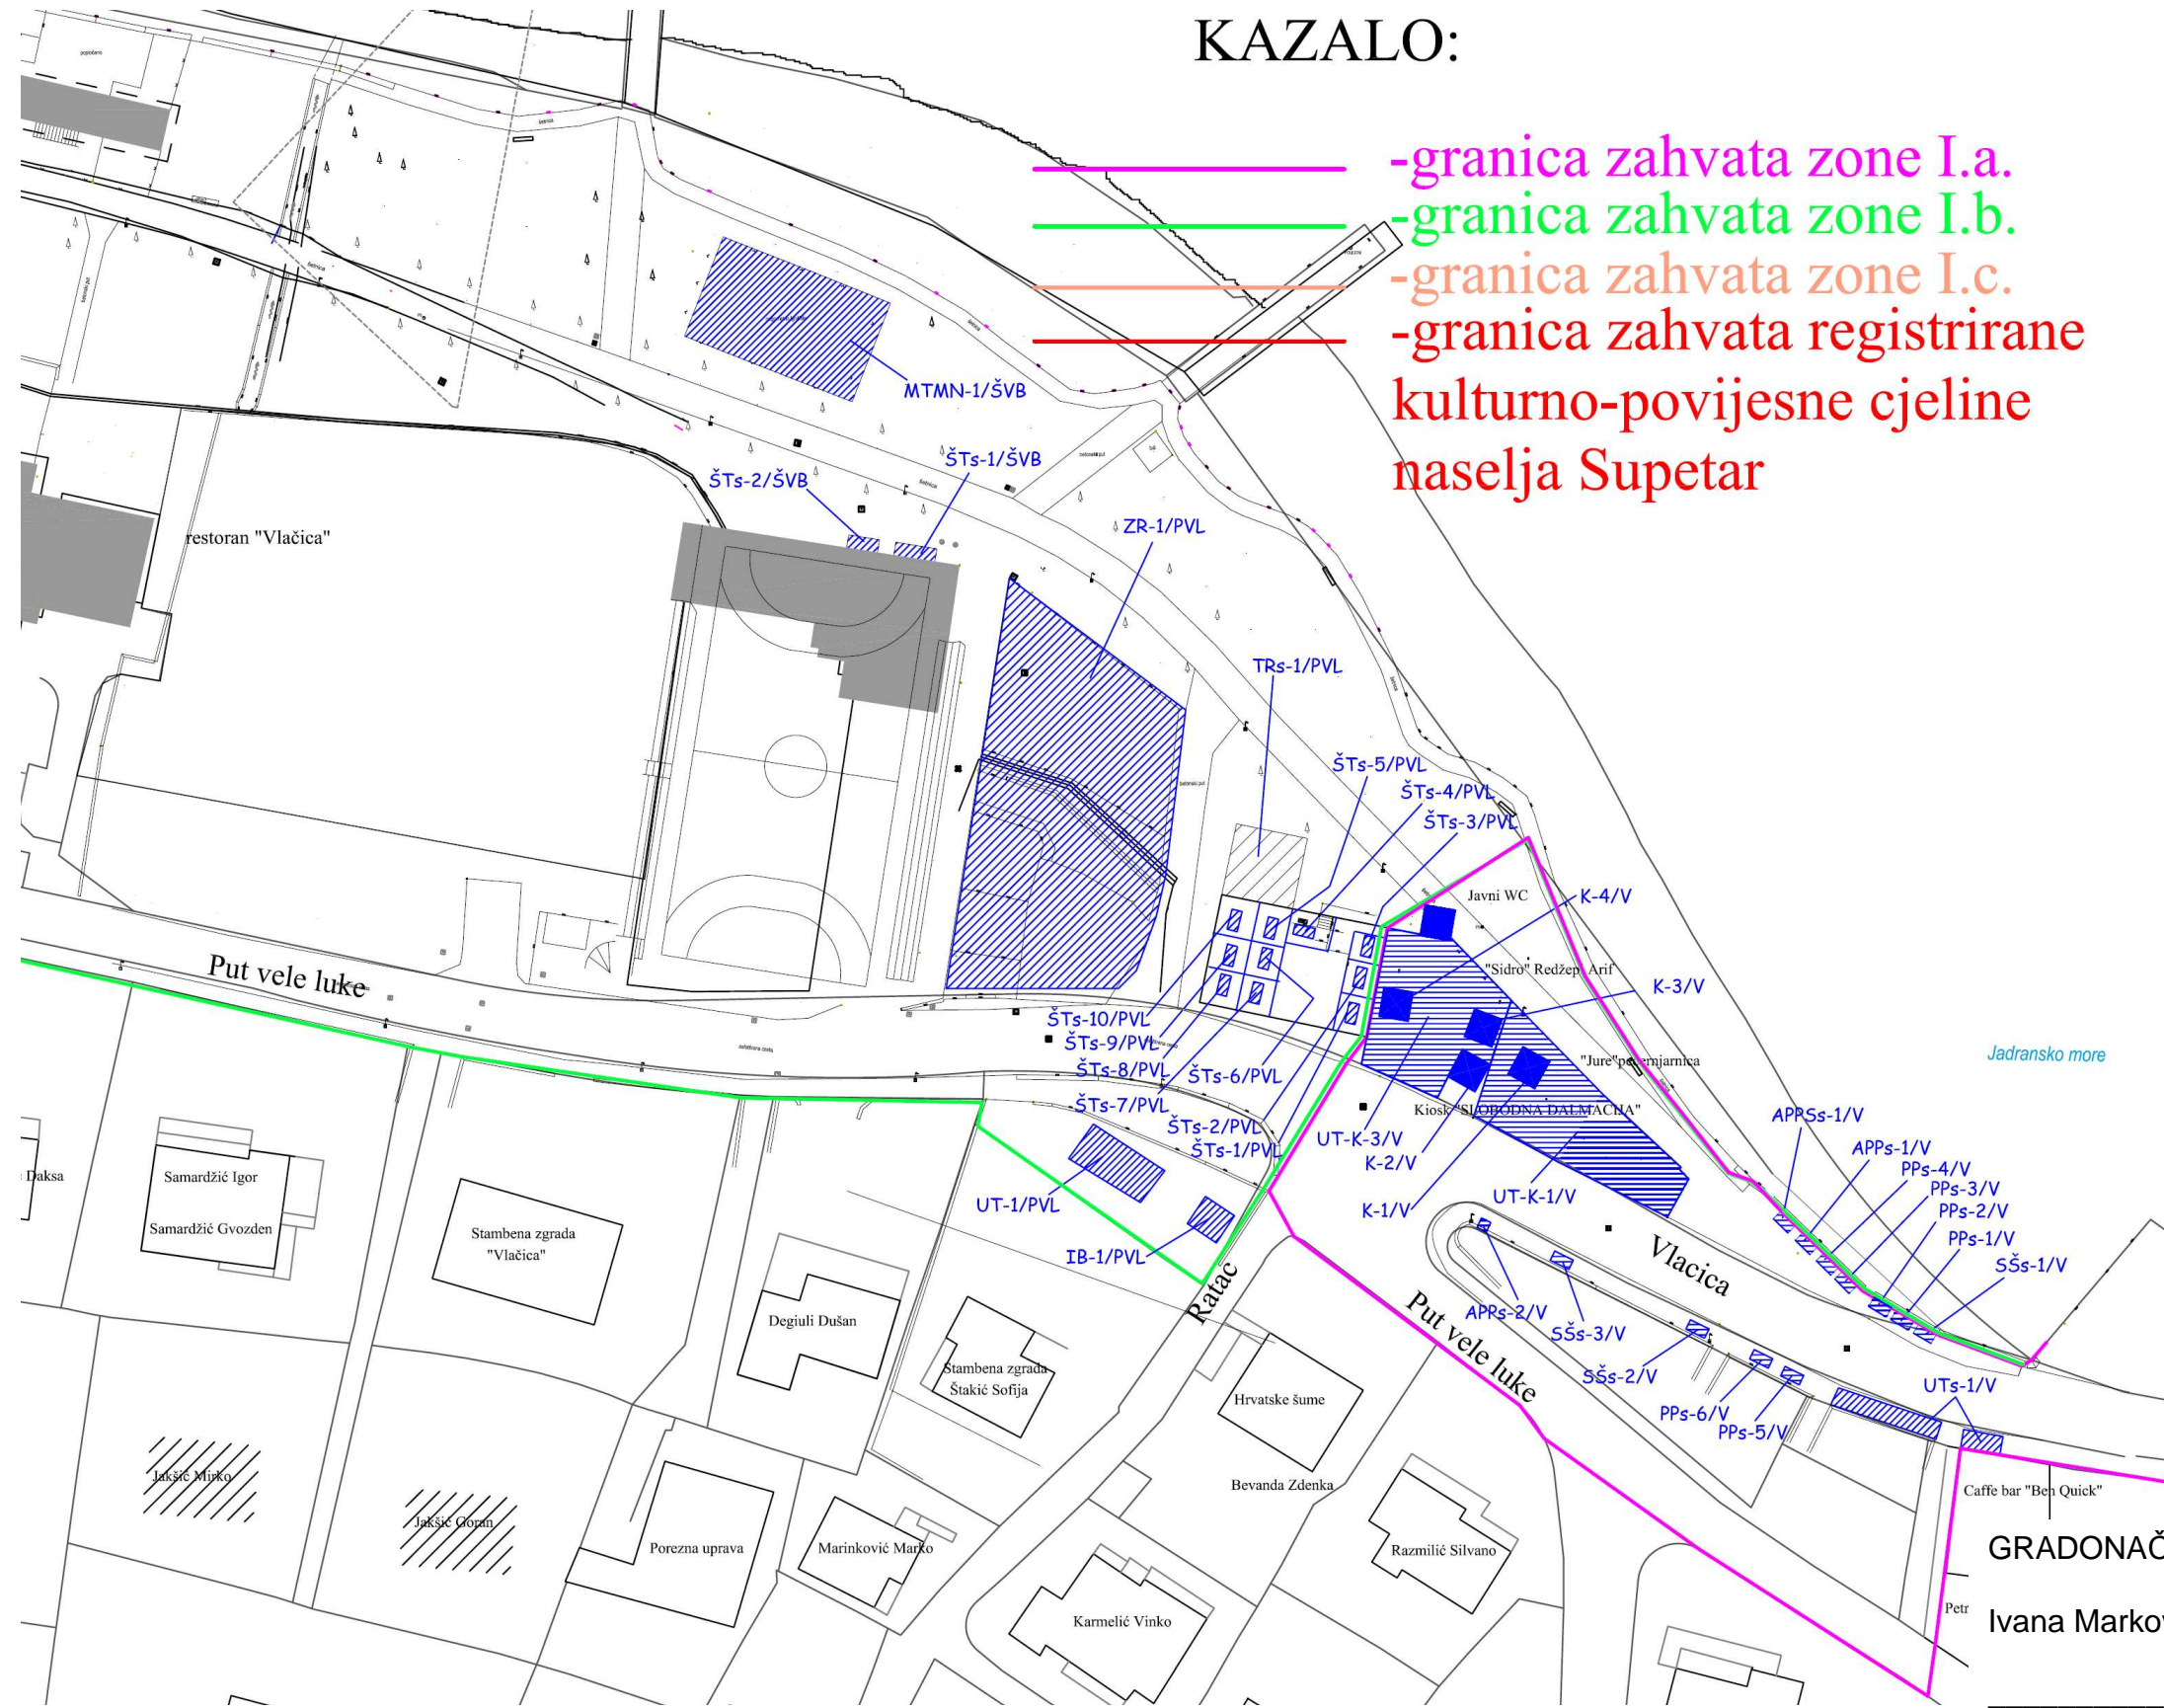 KAZALO:
-granica zahvata zone I.a.
-granica zahvata zone I.b.
-granica zahvata zone I.c.
-granica zahvata registrirane
kulturno-povijesne cjeline
naselja Supetar
MTMN-1/ŠVB
ŠTs-1/ŠVB
ŠTs-2/ŠVB
restoran "Vlačica"
ZR-1/PVL
TRs-1/PVL
ŠTs-5/PVL
ŠTs-4/PVL
ŠTs-3/PVL
Javni WC
K-4/V
"Sidro" Redžep Arif
K-3/V
Put vele luke
ŠTs-10/PVL
ŠTs-9/PVL
ŠTs-8/PVL
ŠTs-6/PVL
ŠTs-7/PVL
ŠTs-2/PVL
ŠTs-1/PVL
Jadransko more
Kiosk "SLOBODNA DALMACIJA"
UT-K-3/V
K-2/V
K-1/V
UT-K-1/V
APPSs-1/V
APPs-1/V
PPs-4/V
PPs-3/V
PPs-2/V
PPs-1/V
SŠs-1/V
Daksa
Samardžić Igor
Samardžić Gvozden
Stambena zgrada
"Vlačica"
UT-1/PVL
IB-1/PVL
Ratac
Vlacica
Put vele luke
APPs-2/V
SŠs-3/V
SŠs-2/V
PPs-6/V
PPs-5/V
UTs-1/V
Degiuli Dušan
Stambena zgrada
Štakić Sofija
Hrvatske šume
Bevanda Zdenka
Jakšić Mirko
Jakšić Goran
Porezna uprava
Marinković Marko
Razmilić Silvano
Karmelić Vinko
Caffe bar "Ben Quick"
GRADONAČ
Petr
Ivana Markov